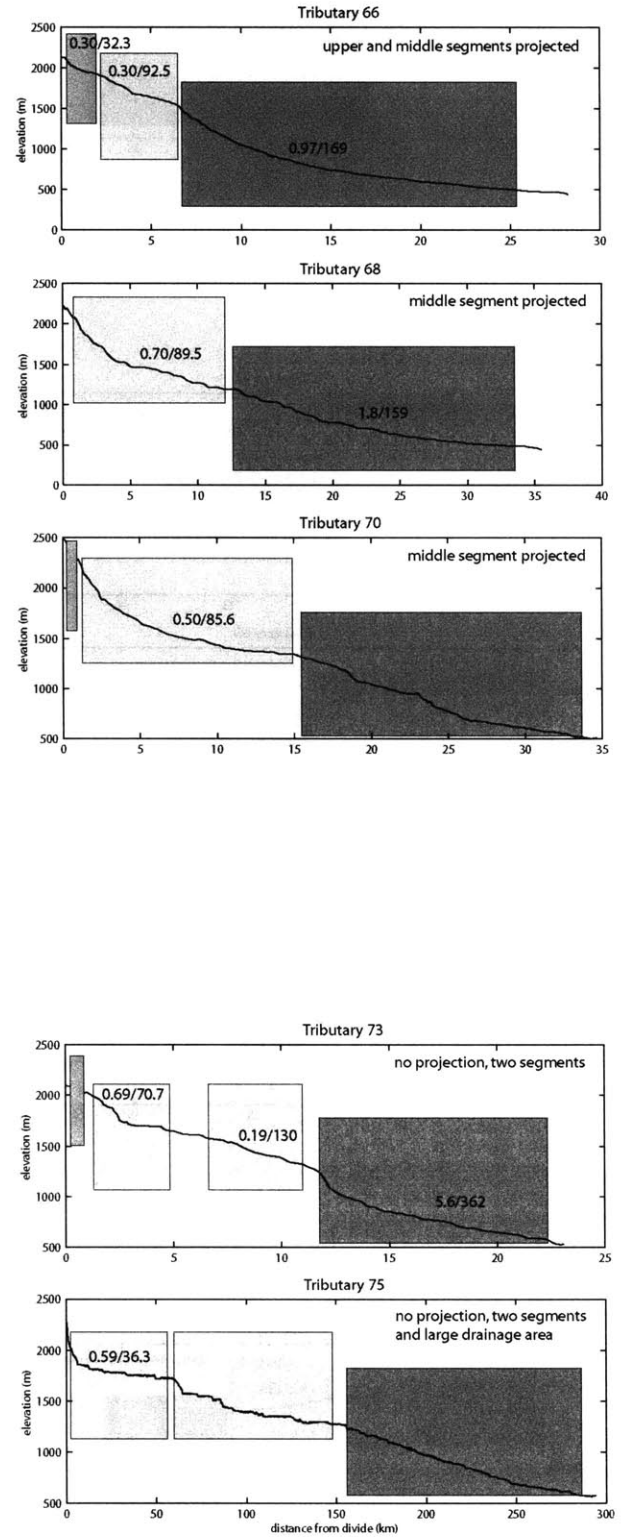 Tributary 66
2500
2000
1500
1000
500
0
elevation (m)
0.30/32.3
0.30/92.5
0.97/169
upper and middle segments projected
0 5 10 15 20 25 30
Tributary 68
2500
2000
1500
1000
500
0
elevation (m)
0.70/89.5
1.8/159
middle segment projected
0 5 10 15 20 25 30 35 40
Tributary 70
2500
2000
1500
1000
500
elevation (m)
0.50/85.6
middle segment projected
0 5 10 15 20 25 30 35
Tributary 73
2500
2000
1500
1000
500
elevation (m)
0.69/70.7
0.19/130
5.6/362
no projection, two segments
0 5 10 15 20 25
Tributary 75
2500
2000
1500
1000
500
elevation (m)
0.59/36.3
no projection, two segments
and large drainage area
0 50 100 150 200 250 300
distance from divide (km)